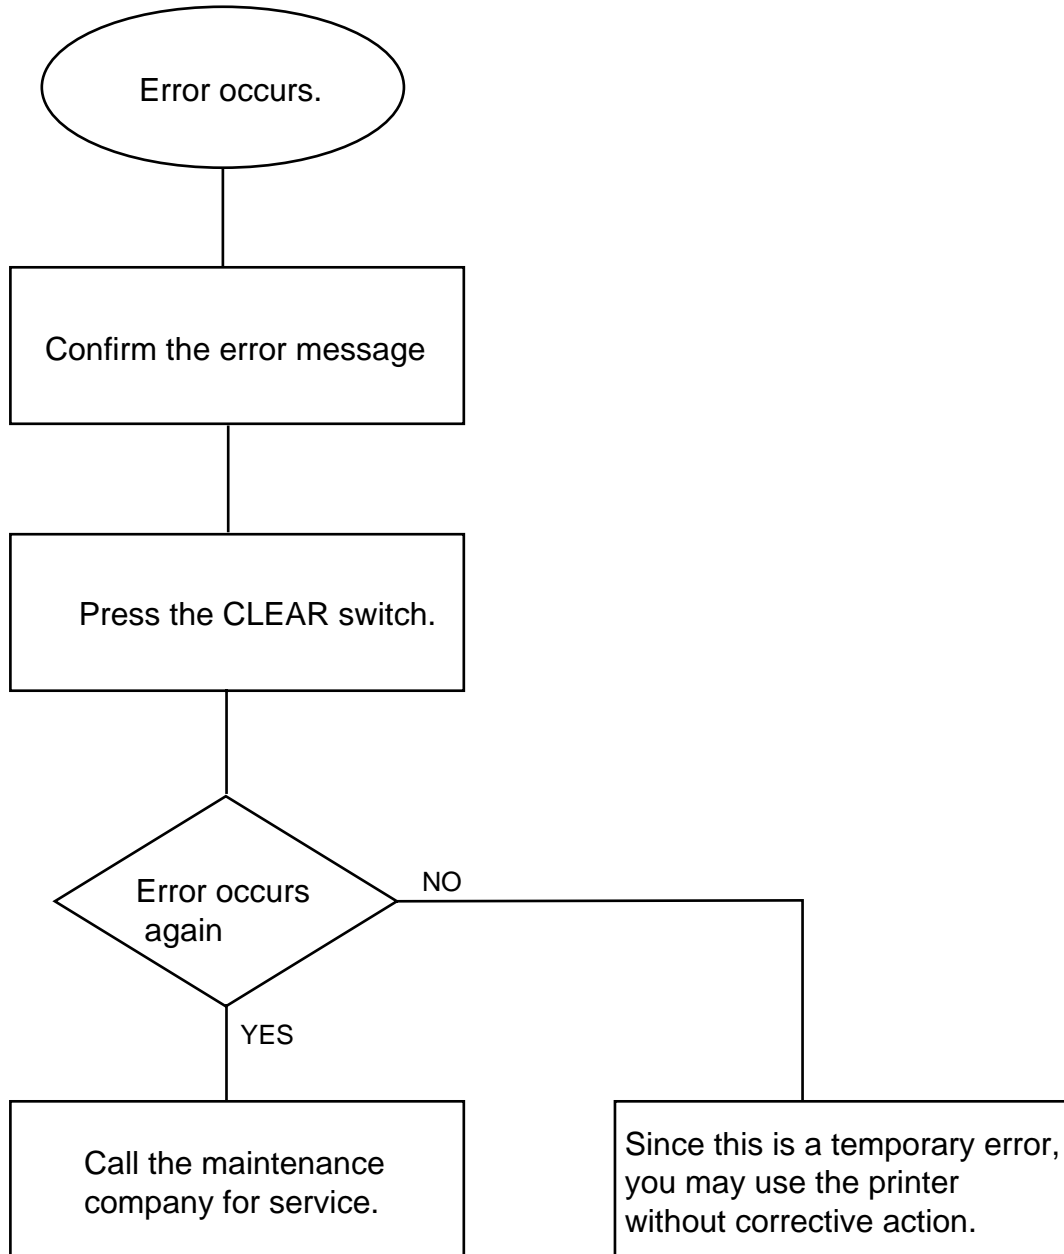 Error occurs.
Confirm the error message
Press the CLEAR switch.
Error occurs
again
NO
YES
Call the maintenance
company for service.
Since this is a temporary error,
you may use the printer
without corrective action.